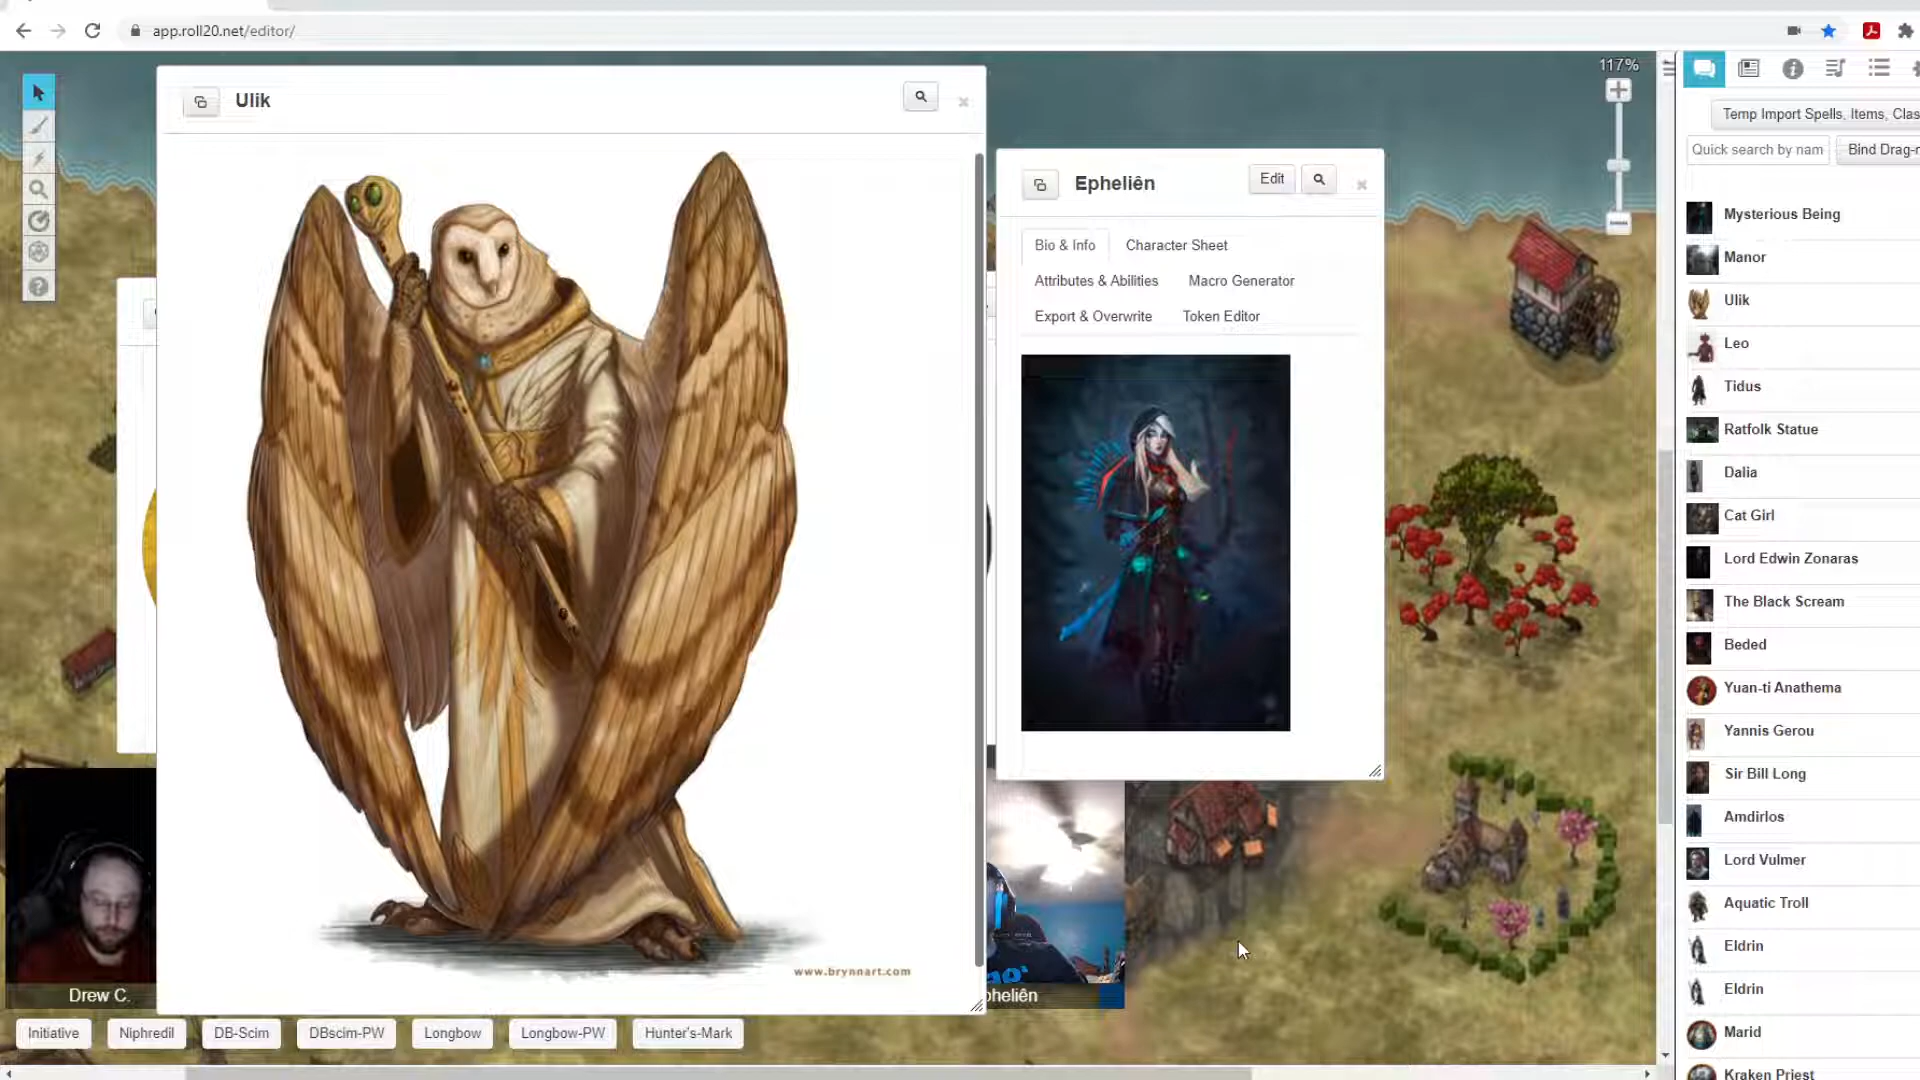 app.roll20.net/editor/
117%
Ulik
Epheliên
Edit
Bio & Info
Character Sheet
Attributes & Abilities
Macro Generator
Export & Overwrite
Token Editor
www.brynnart.com
Drew C.
pheliên
Initiative
Niphredil
DB-Scim
DBscim-PW
Longbow
Longbow-PW
Hunter's-Mark
Temp Import Spells, Items, Clas
Quick search by nam
Bind Drag-n
Mysterious Being
Manor
Ulik
Leo
Tidus
Ratfolk Statue
Dalia
Cat Girl
Lord Edwin Zonaras
The Black Scream
Beded
Yuan-ti Anathema
Yannis Gerou
Sir Bill Long
Amdirlos
Lord Vulmer
Aquatic Troll
Eldrin
Eldrin
Marid
Kraken Priest